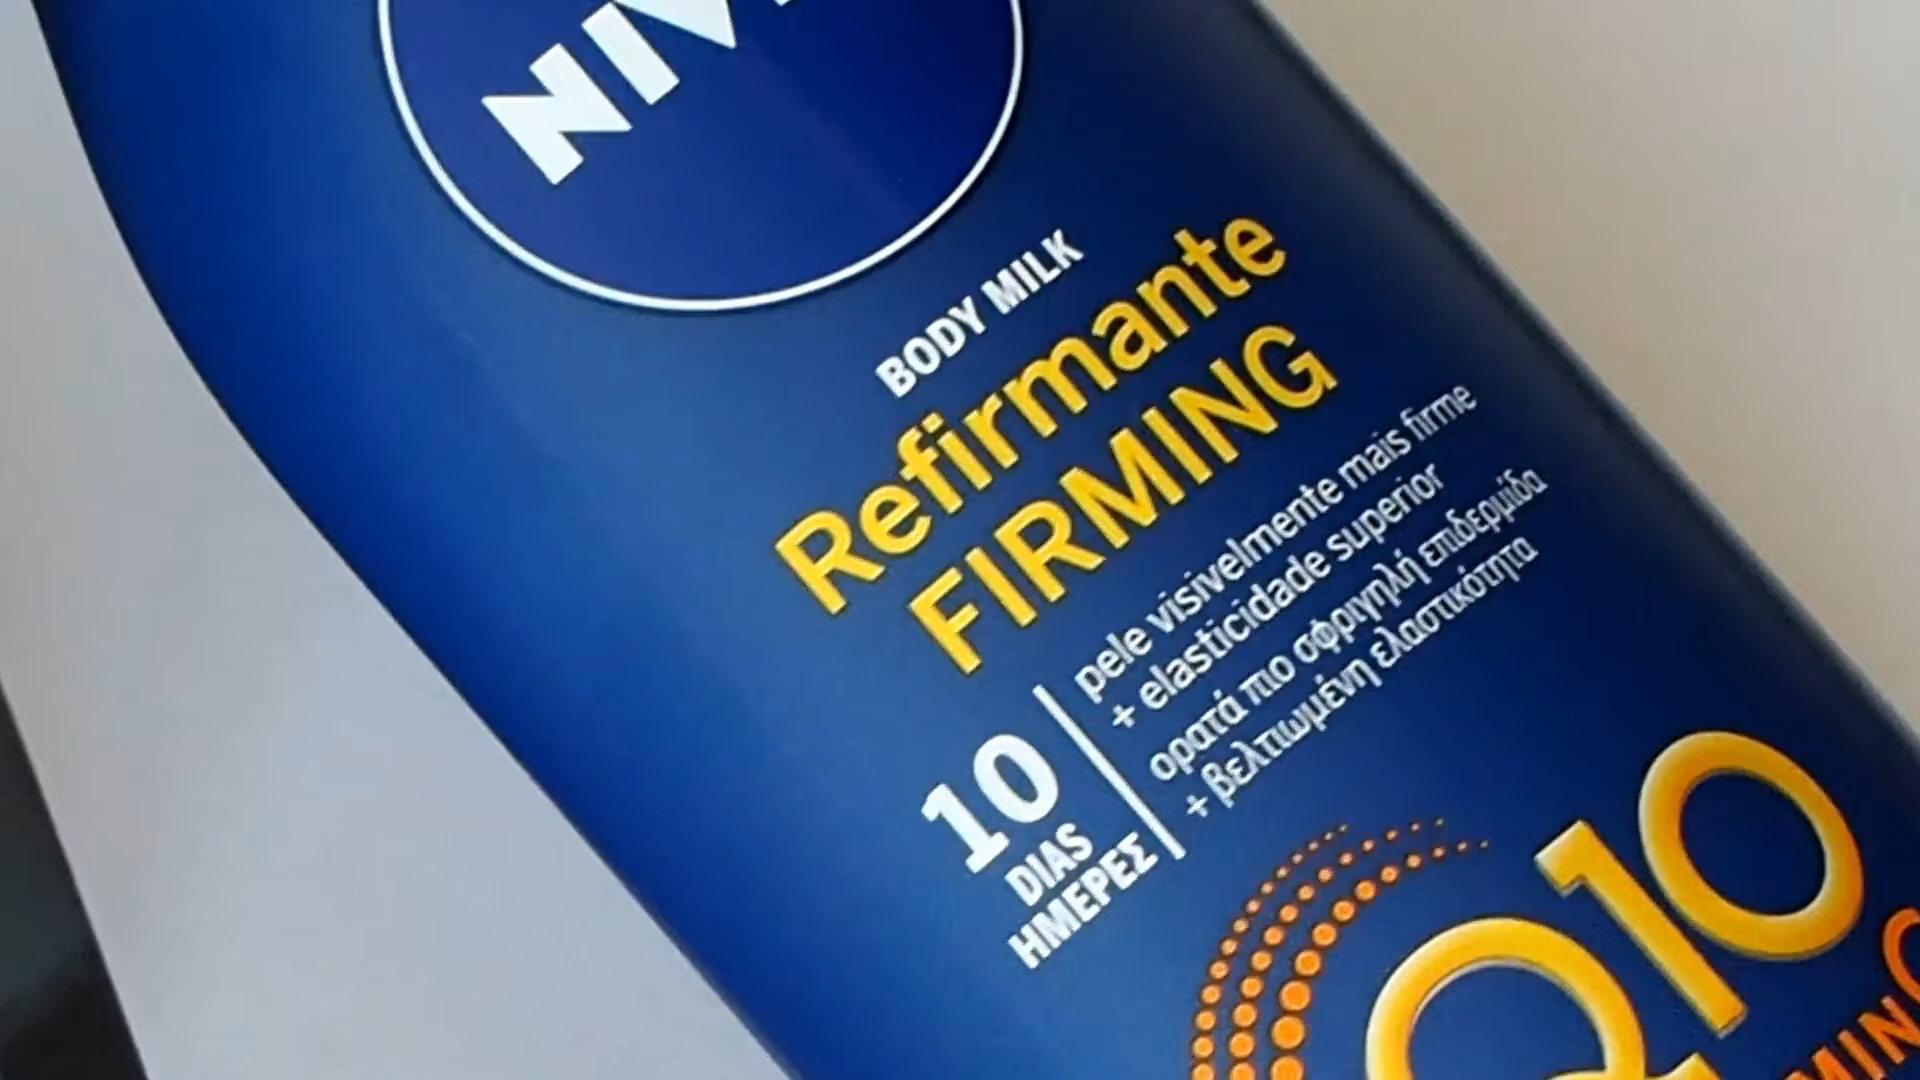 NIV
BODY MILK
Refirmante
FIRMING
10
DIAS
ΗΜΕΡΕΣ
pele visivelmente mais firme
+ elasticidade superior
ορατά πιο σφριγηλή επιδερμίδα
+ βελτιωμένη ελαστικότητα
Q10